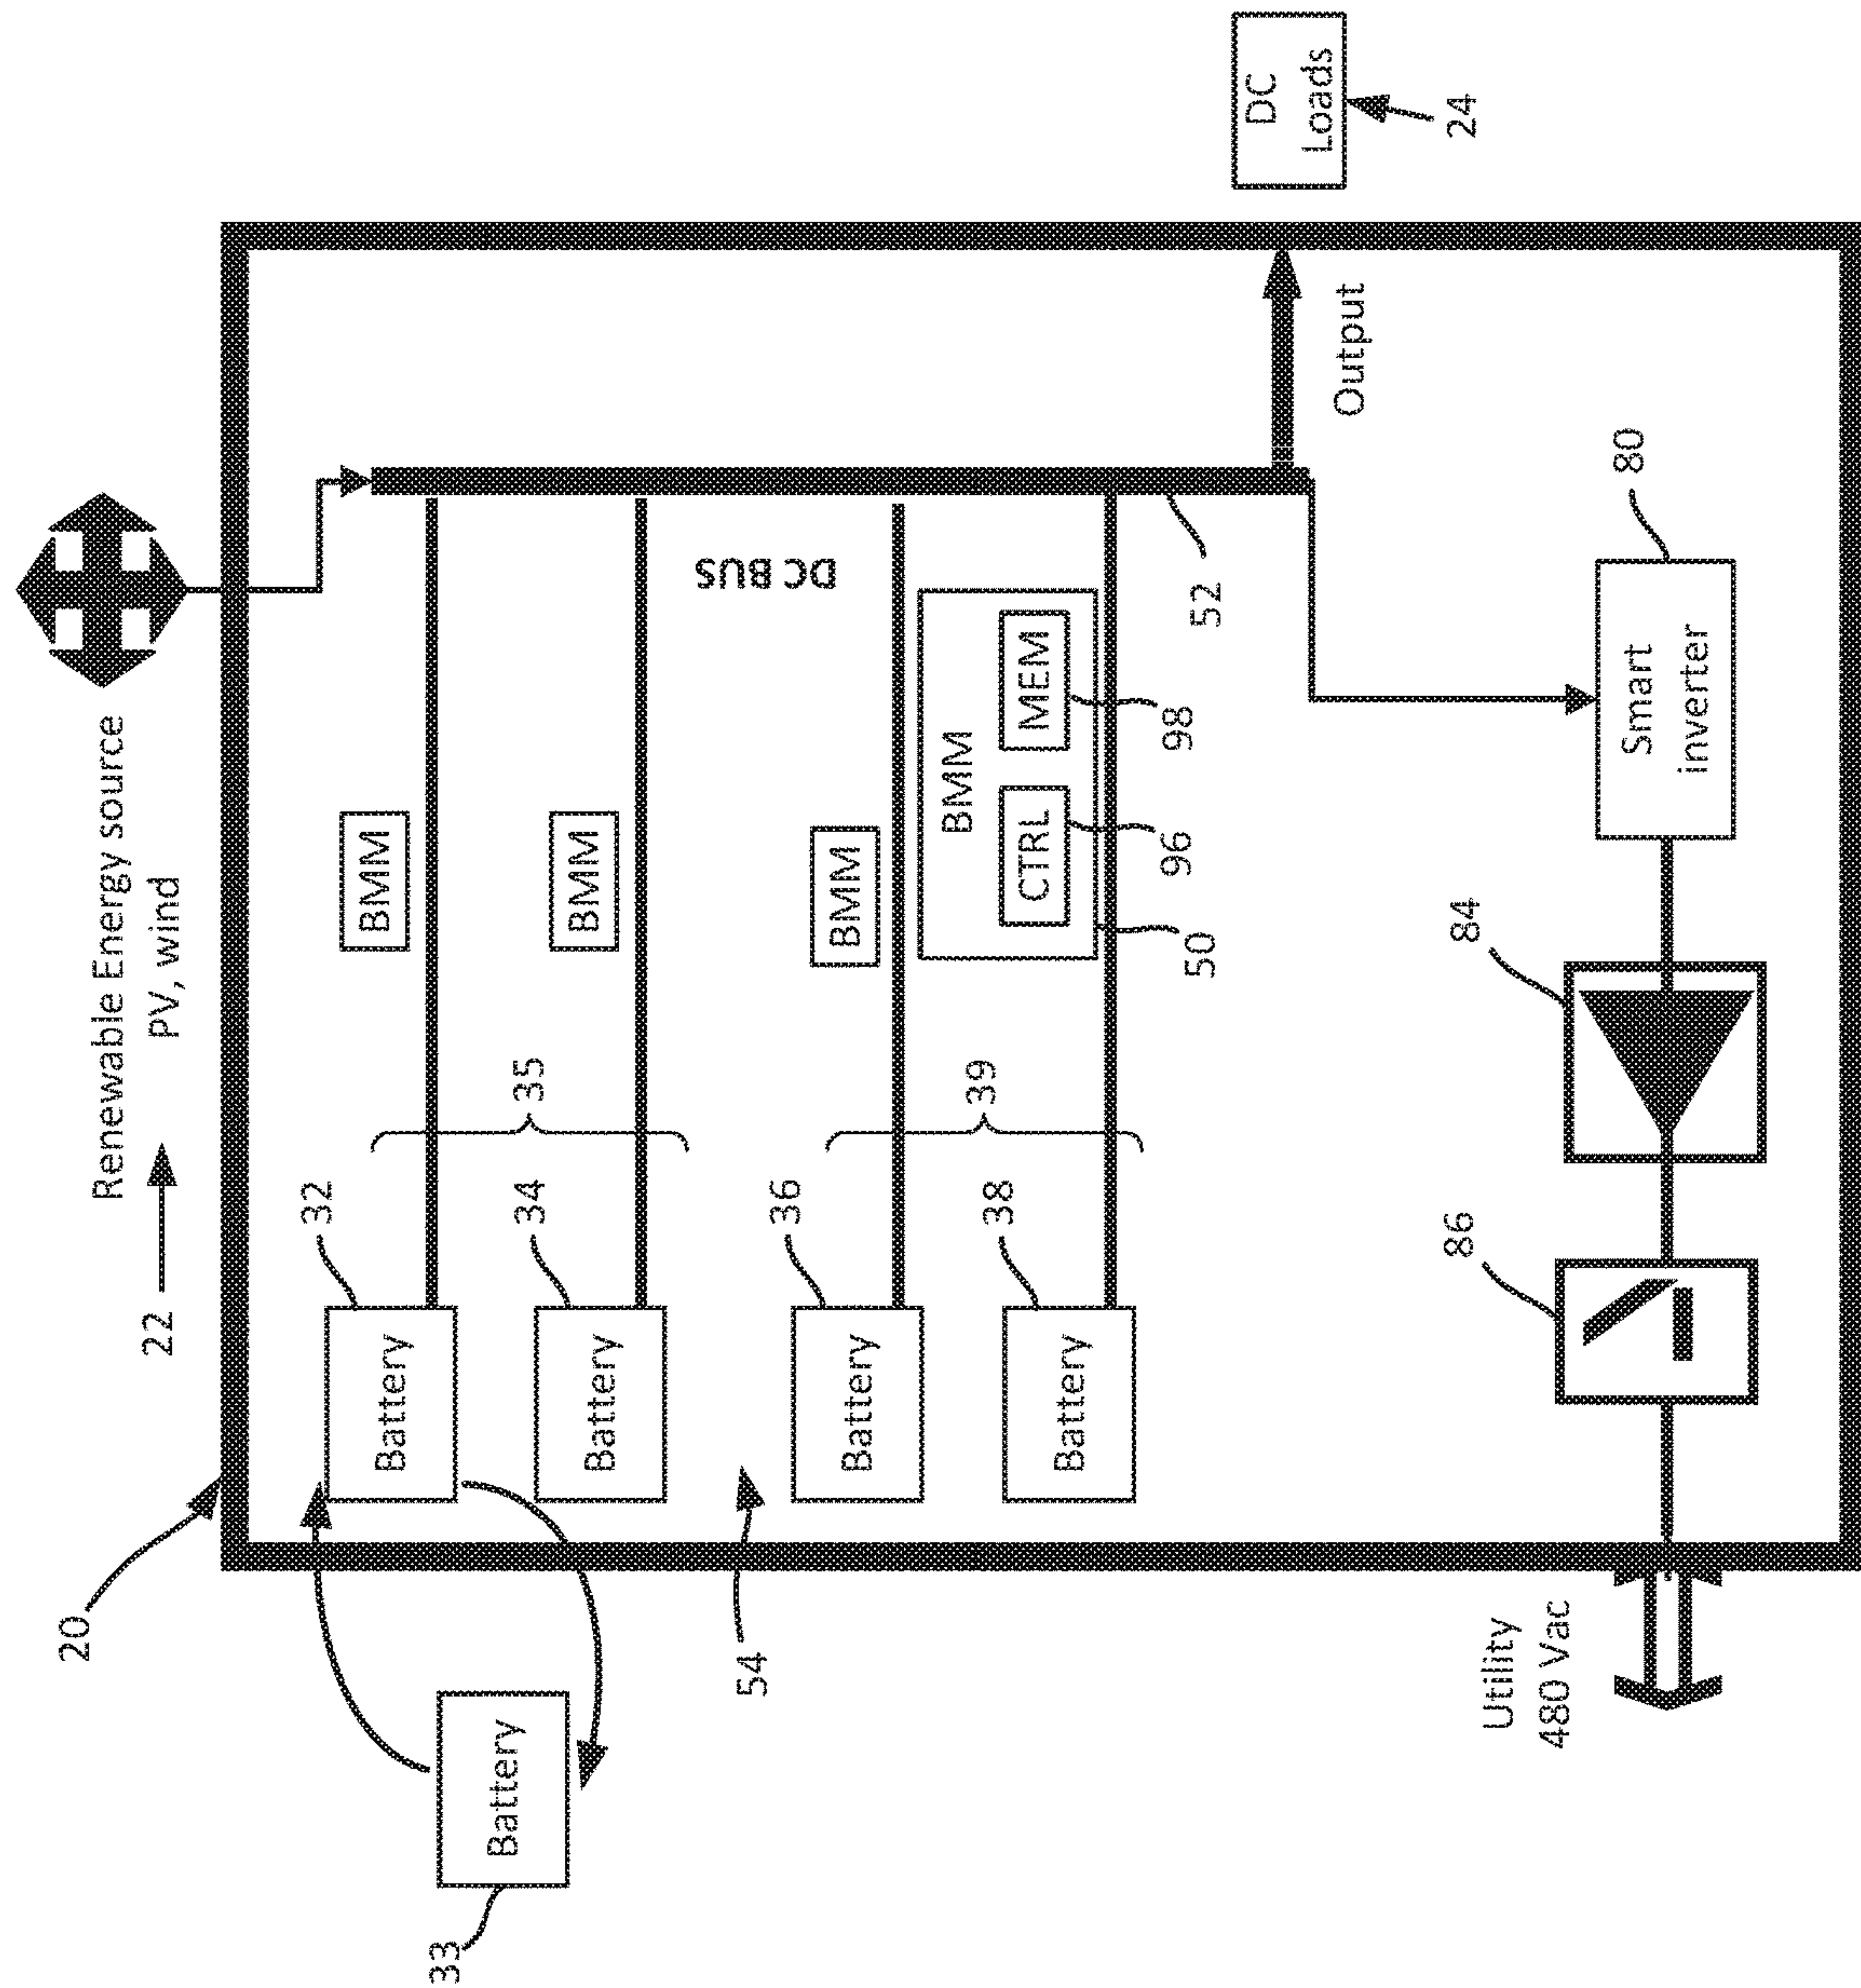 Renewable Energy source
PV, wind
22
20
33
Battery
32
Battery
BMM
35
34
Battery
BMM
DC BUS
54
36
Battery
BMM
39
38
Battery
BMM
CTRL
MEM
50
96
98
52
Output
DC
Loads
24
Utility
480 Vac
86
84
80
Smart
inverter